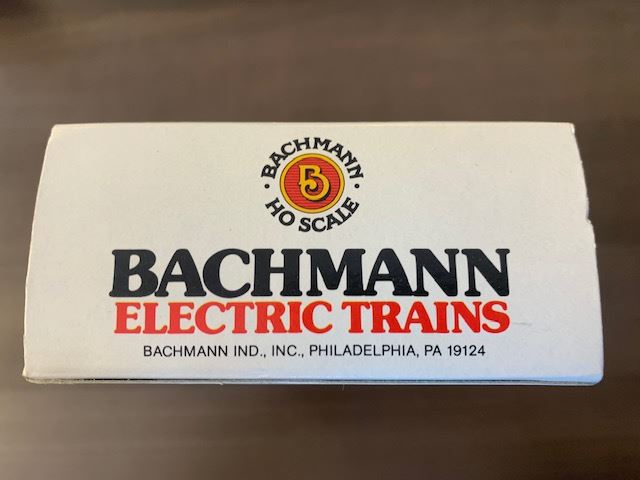 · BACHMANN ·
B
HO SCALE
BACHMANN
ELECTRIC TRAINS
BACHMANN IND., INC., PHILADELPHIA, PA 19124